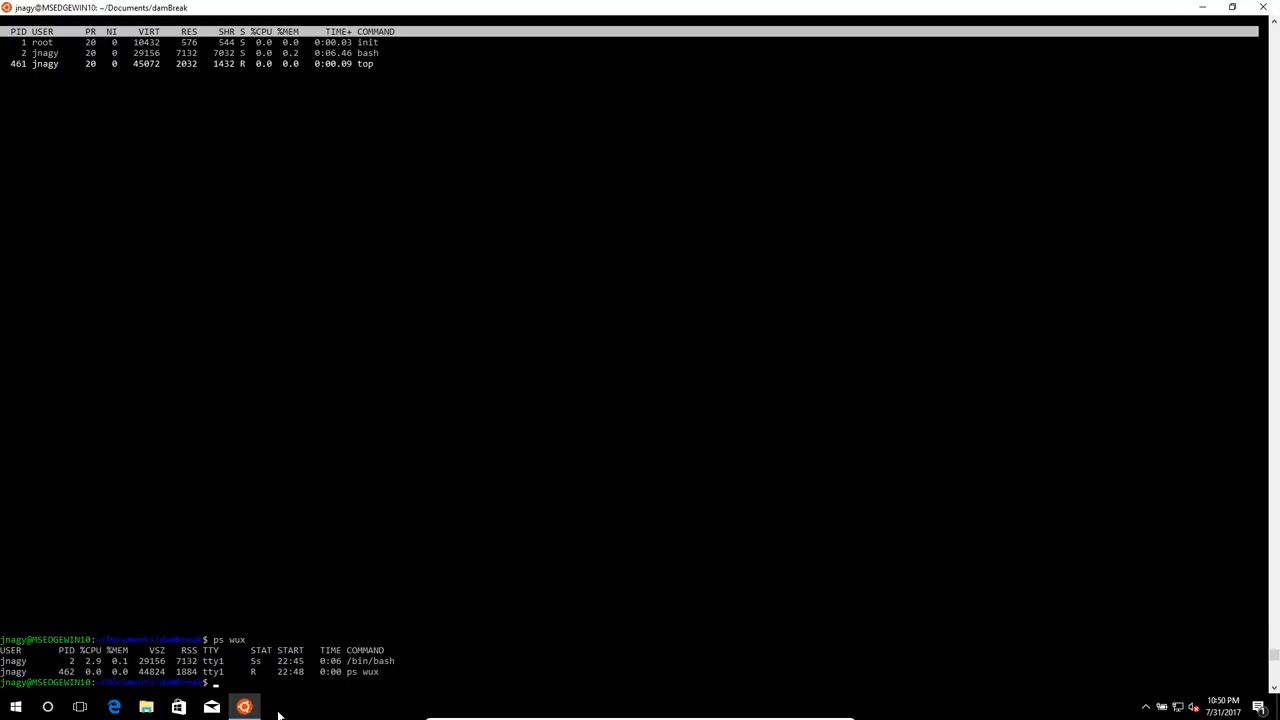 jnagy@MSEDGEWIN10: ~/Documents/damBreak
PID USER PR NI VIRT RES SHR S %CPU %MEM TIME+ COMMAND
1 root 20 0 10432 576 544 S 0.0 0.0 0:00.03 init
2 jnagy 20 0 29156 7132 7032 S 0.0 0.2 0:06.46 bash
461 jnagy 20 0 45072 2032 1432 R 0.0 0.0 0:00.09 top
jnagy@MSEDGEWIN10:~/Documents/damBreak$ ps wux
USER PID %CPU %MEM VSZ RSS TTY STAT START TIME COMMAND
jnagy 2 2.9 0.1 29156 7132 tty1 Ss 22:45 0:06 /bin/bash
jnagy 462 0.0 0.0 44824 1884 tty1 R 22:48 0:00 ps wux
jnagy@MSEDGEWIN10:~/Documents/damBreak$
10:50 PM
7/31/2017
1